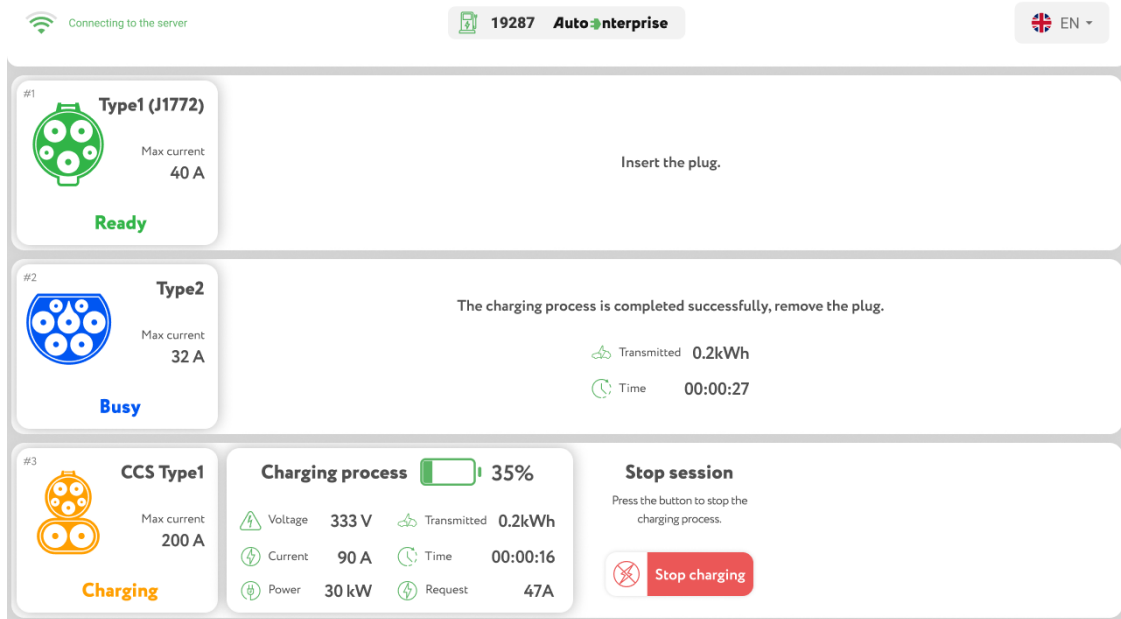 Connecting to the server
19287 Auto Enterprise
EN
#1
Type1 (J1772)
Max current
40 A
Ready
Insert the plug.
#2
Type2
Max current
32 A
Busy
The charging process is completed successfully, remove the plug.
Transmitted 0.2kWh
Time 00:00:27
#3
CCS Type1
Max current
200 A
Charging
Charging process 35%
Voltage 333 V Transmitted 0.2kWh
Current 90 A Time 00:00:16
Power 30 kW Request 47A
Stop session
Press the button to stop the
charging process.
Stop charging